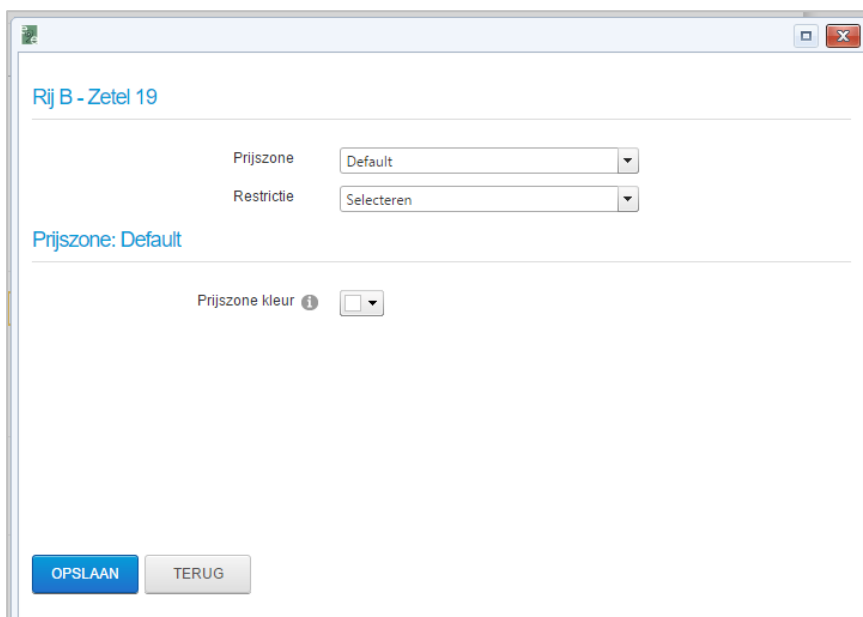 Rij B - Zetel 19
Prijszone Default
Restrictie Selecteren
Prijszone: Default
Prijszone kleur
OPSLAAN TERUG